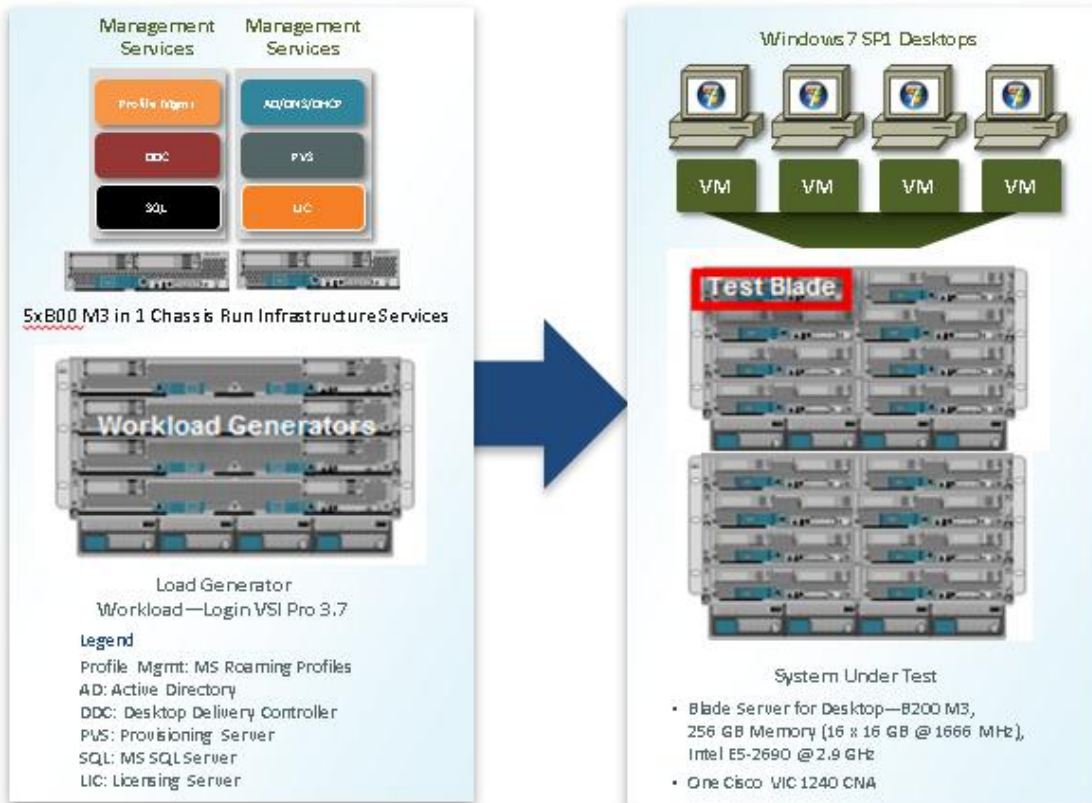 Management Services
Management Services
Profile Mgmt
AD/DNS/DHCP
DDC
PVS
SQL
LIC
5xB00 M3 in 1 Chassis Run Infrastructure Services
Workload Generators
Load Generator
Workload—Login VSI Pro 3.7
Legend
Profile Mgmt: MS Roaming Profiles
AD: Active Directory
DDC: Desktop Delivery Controller
PVS: Provisioning Server
SQL: MS SQL Server
LIC: Licensing Server
Windows 7 SP1 Desktops
VM
VM
VM
VM
Test Blade
System Under Test
• Blade Server for Desktop—B200 M3,
256 GB Memory (16 x 16 GB @ 1666 MHz),
Intel E5-2690 @ 2.9 GHz
• One Cisco VIC 1240 CNA